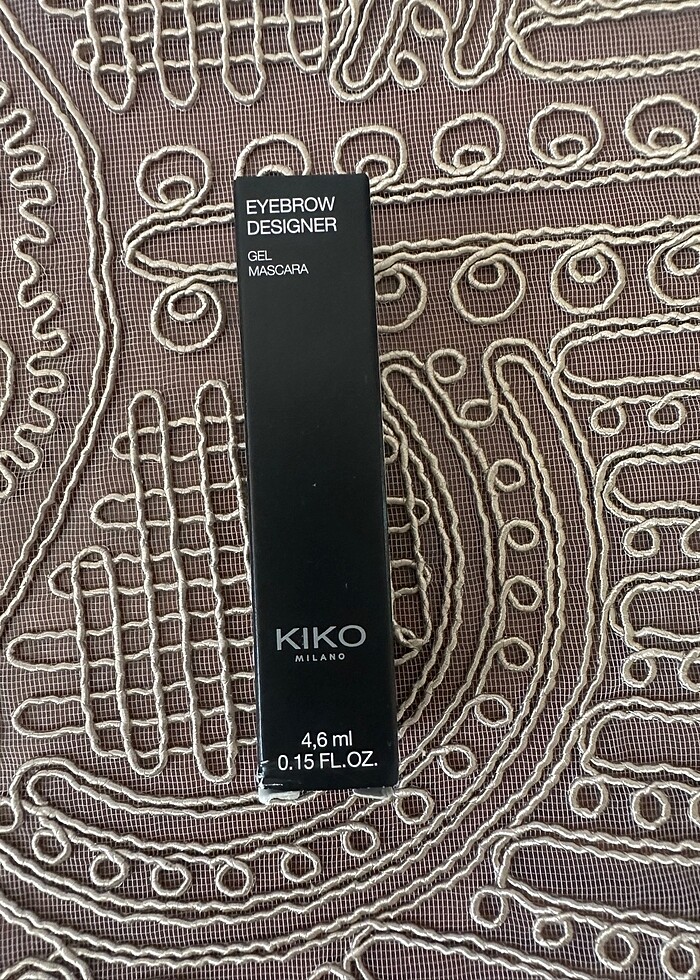 EYEBROW
DESIGNER
GEL
MASCARA
KIKO
MILANO
4,6 ml
0.15 FL.OZ.